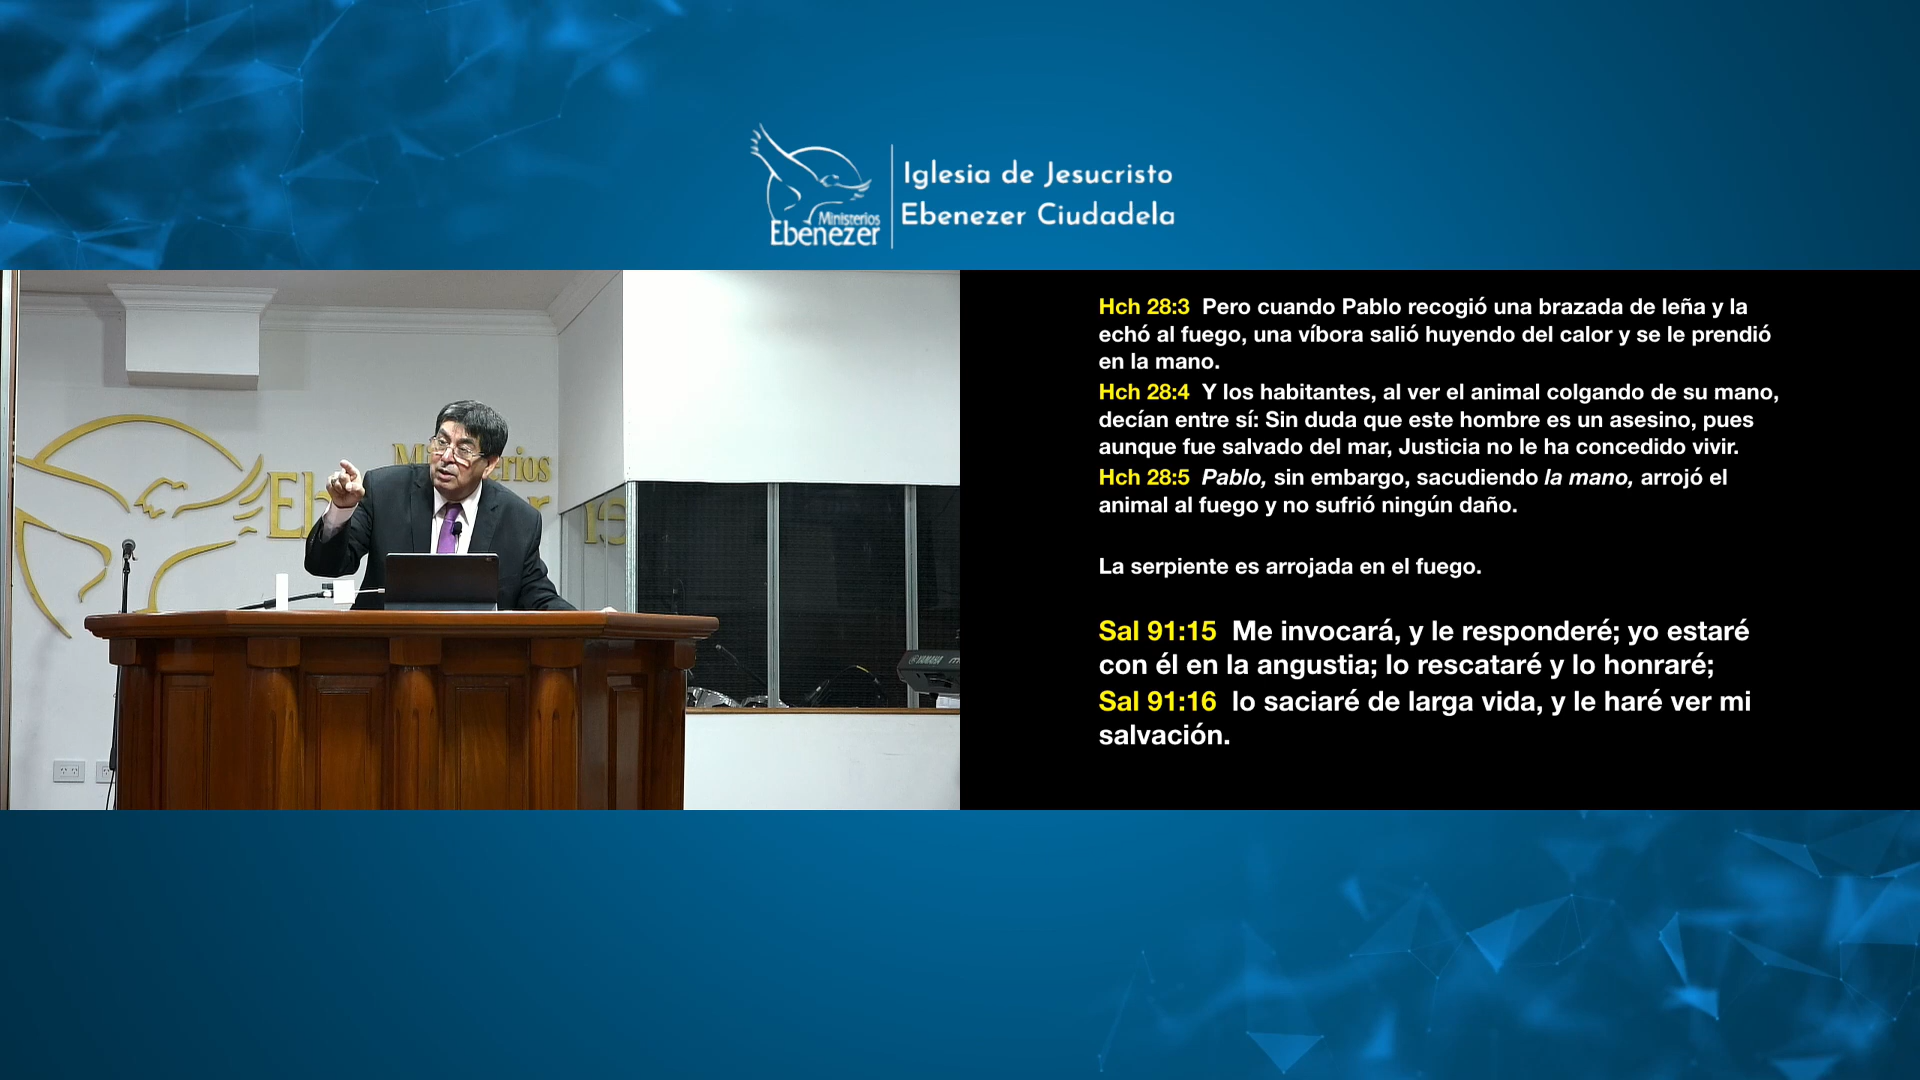 Ministerios
Ebenezer
Iglesia de Jesucristo
Ebenezer Ciudadela
Hch 28:3 Pero cuando Pablo recogió una brazada de leña y la
echó al fuego, una víbora salió huyendo del calor y se le prendió
en la mano.
Hch 28:4 Y los habitantes, al ver el animal colgando de su mano,
decían entre sí: Sin duda que este hombre es un asesino, pues
aunque fue salvado del mar, Justicia no le ha concedido vivir.
Hch 28:5 Pablo, sin embargo, sacudiendo la mano, arrojó el
animal al fuego y no sufrió ningún daño.
La serpiente es arrojada en el fuego.
Sal 91:15 Me invocará, y le responderé; yo estaré
con él en la angustia; lo rescataré y lo honraré;
Sal 91:16 lo saciaré de larga vida, y le haré ver mi
salvación.
YAMAHA